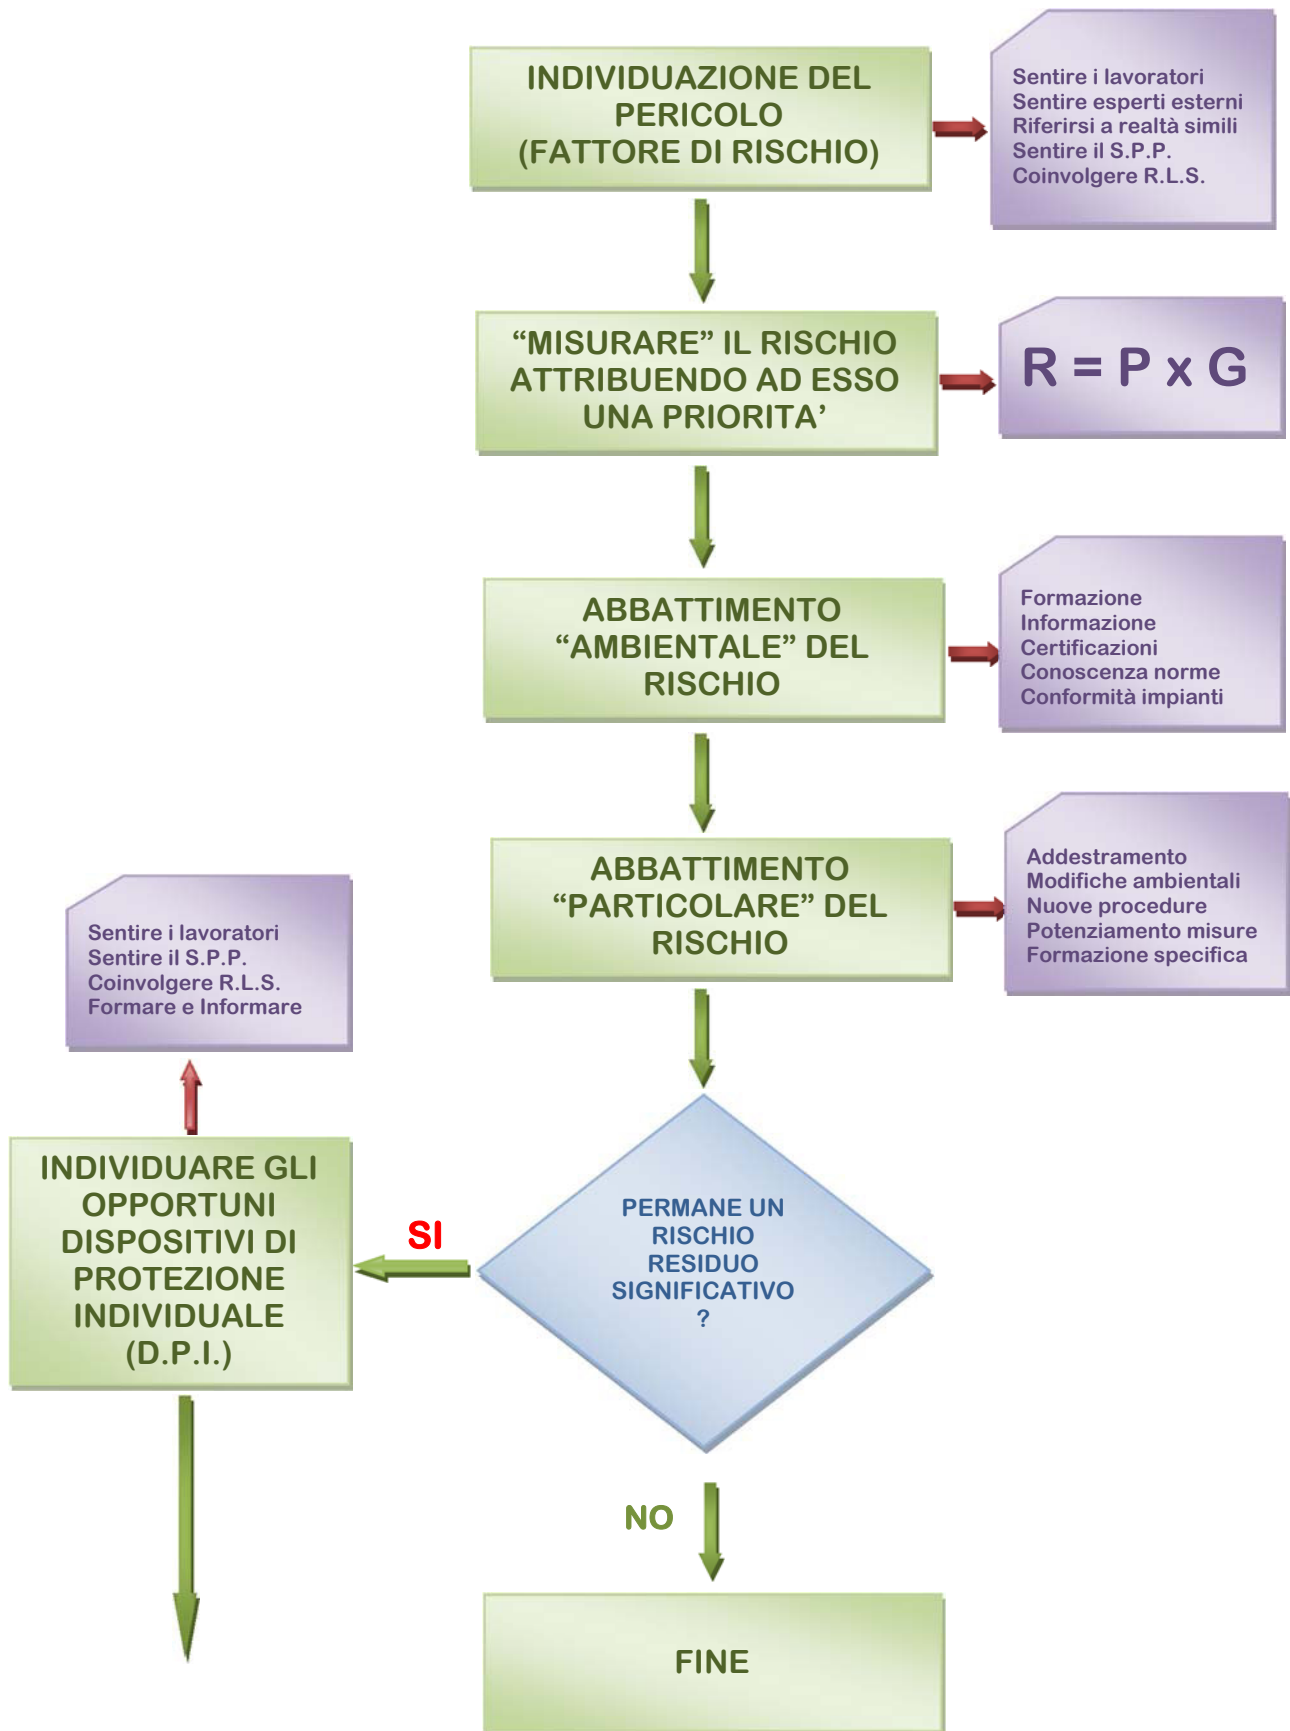 INDIVIDUAZIONE DEL
PERICOLO
(FATTORE DI RISCHIO)
Sentire i lavoratori
Sentire esperti esterni
Riferirsi a realtà simili
Sentire il S.P.P.
Coinvolgere R.L.S.
“MISURARE” IL RISCHIO
ATTRIBUENDO AD ESSO
UNA PRIORITA’
R = P x G
ABBATTIMENTO
“AMBIENTALE” DEL
RISCHIO
Formazione
Informazione
Certificazioni
Conoscenza norme
Conformità impianti
ABBATTIMENTO
“PARTICOLARE” DEL
RISCHIO
Addestramento
Modifiche ambientali
Nuove procedure
Potenziamento misure
Formazione specifica
Sentire i lavoratori
Sentire il S.P.P.
Coinvolgere R.L.S.
Formare e Informare
INDIVIDUARE GLI
OPPORTUNI
DISPOSITIVI DI
PROTEZIONE
INDIVIDUALE
(D.P.I.)
SI
PERMANE UN
RISCHIO
RESIDUO
SIGNIFICATIVO
?
NO
FINE